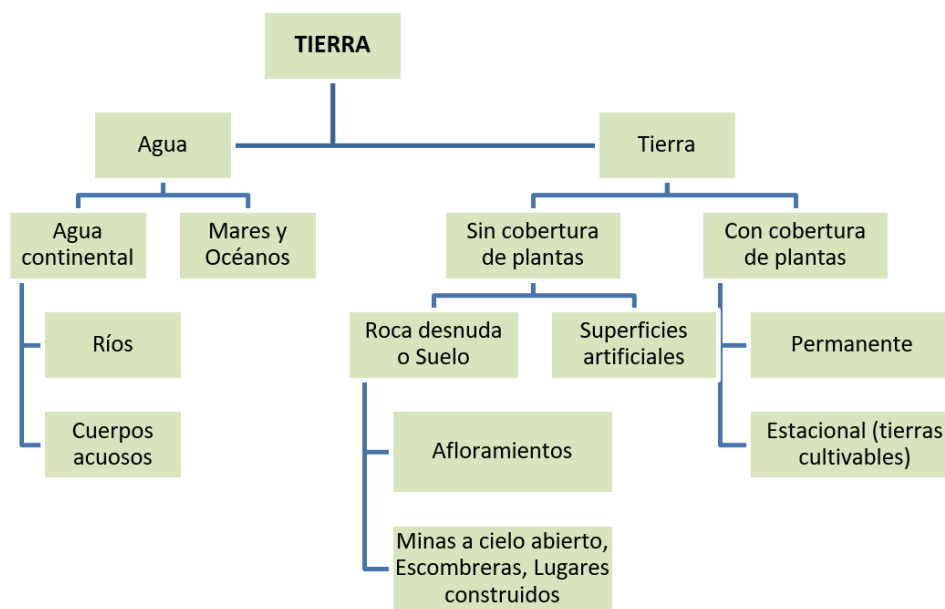 TIERRA
Agua
Tierra
Agua
continental
Mares y
Océanos
Sin cobertura
de plantas
Con cobertura
de plantas
Ríos
Roca desnuda
o Suelo
Superficies
artificiales
Permanente
Cuerpos
acuosos
Afloramientos
Estacional (tierras
cultivables)
Minas a cielo abierto,
Escombreras, Lugares
construidos